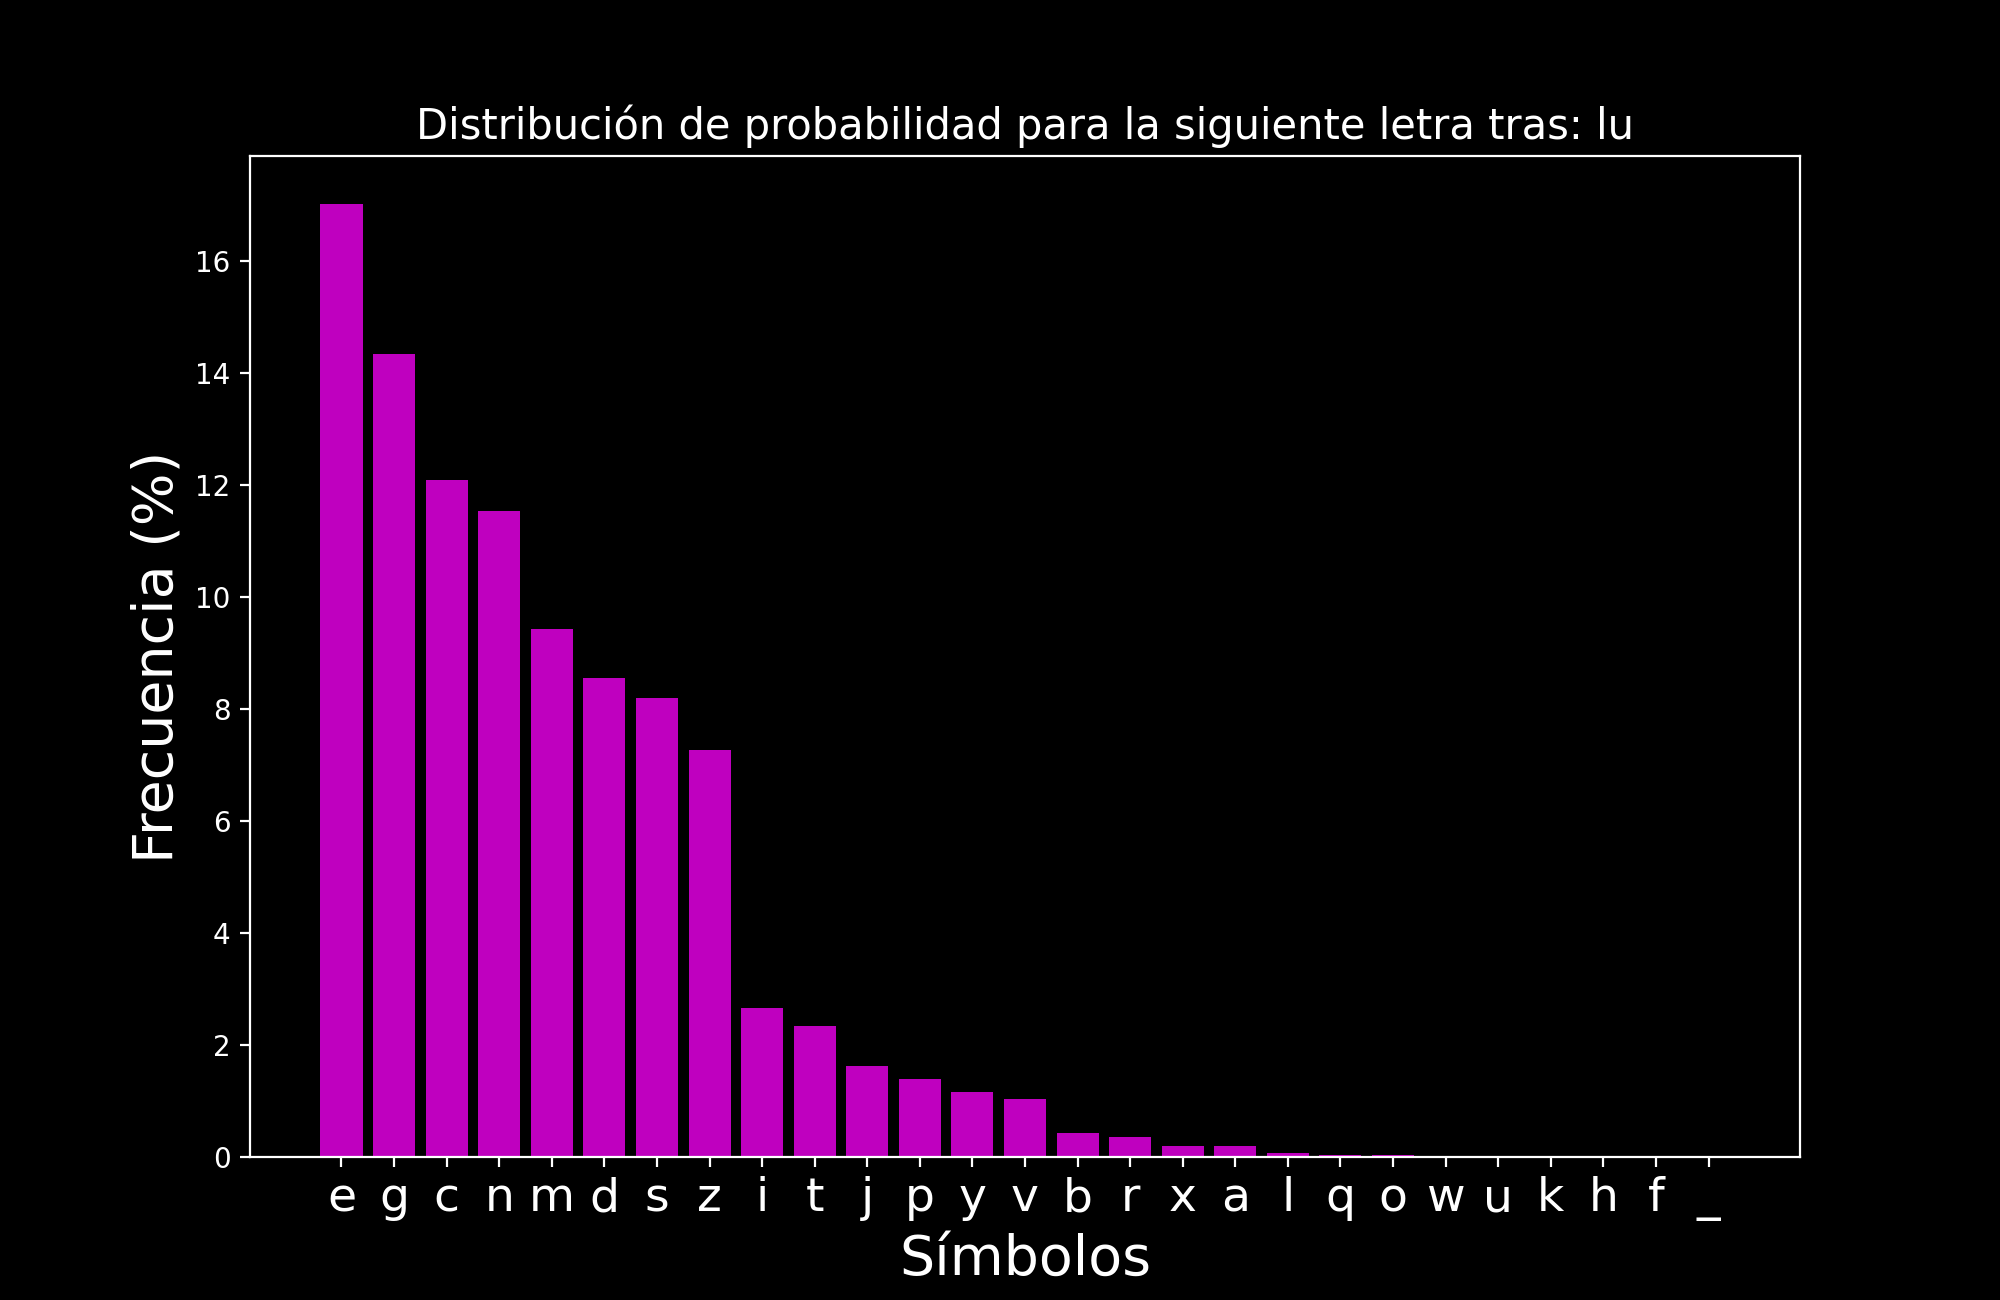 Distribución de probabilidad para la siguiente letra tras: lu
Frecuencia (%)
16
14
12
10
8
6
4
2
0
e g c n m d s z i t j p y v b r x a l q o w u k h f _
Símbolos